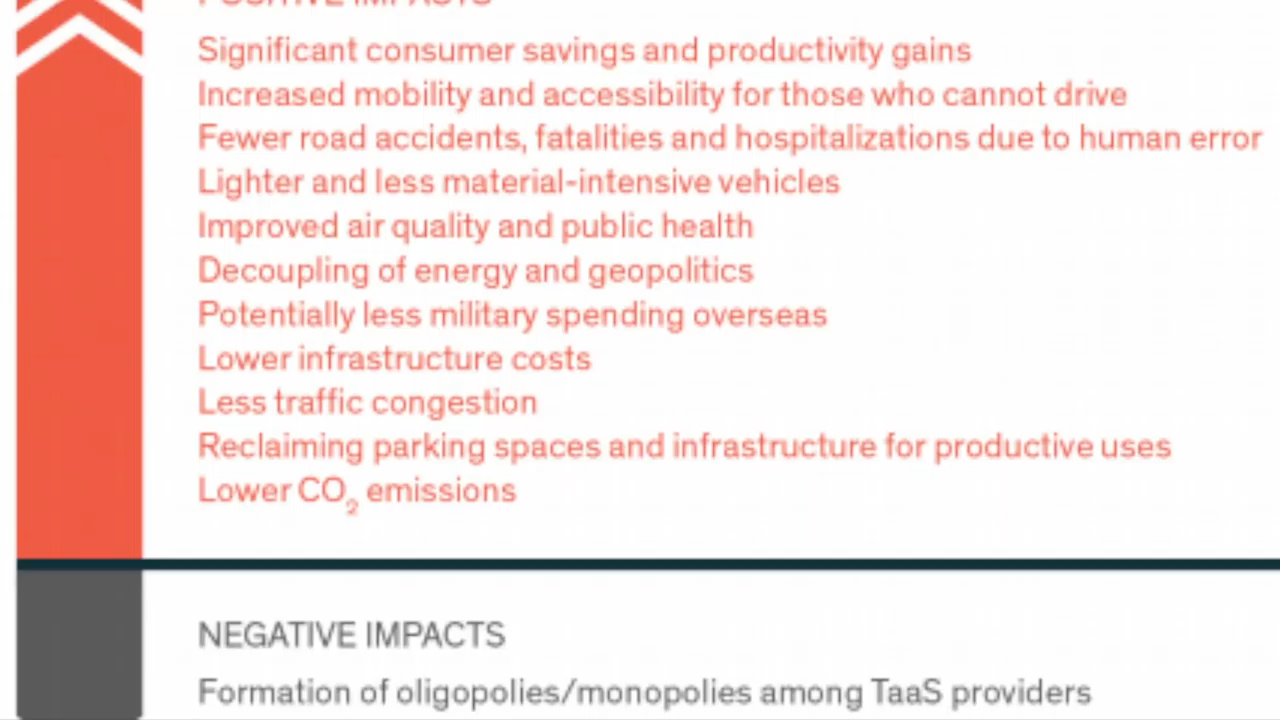 POSITIVE IMPACTS
Significant consumer savings and productivity gains
Increased mobility and accessibility for those who cannot drive
Fewer road accidents, fatalities and hospitalizations due to human error
Lighter and less material-intensive vehicles
Improved air quality and public health
Decoupling of energy and geopolitics
Potentially less military spending overseas
Lower infrastructure costs
Less traffic congestion
Reclaiming parking spaces and infrastructure for productive uses
Lower CO₂ emissions
NEGATIVE IMPACTS
Formation of oligopolies/monopolies among TaaS providers